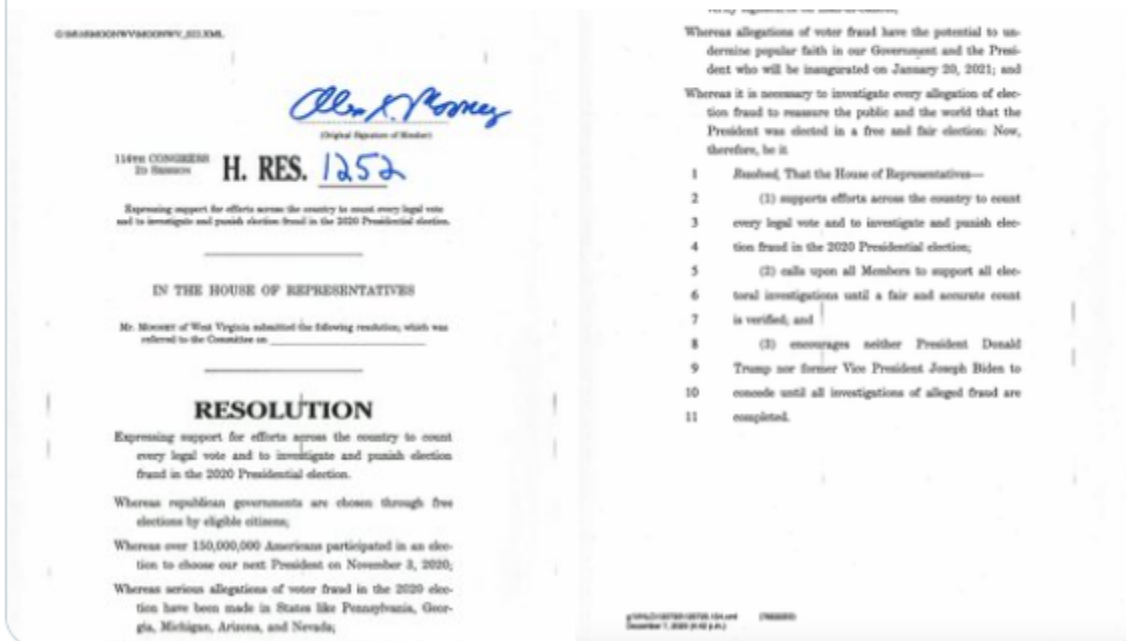 Alex X. Mooney
(Original Signature of Member)
116TH CONGRESS
2D SESSION
H. RES. 1252
Expressing support for efforts across the country to count every legal vote
and to investigate and punish election fraud in the 2020 Presidential election.
IN THE HOUSE OF REPRESENTATIVES
Mr. MOONEY of West Virginia submitted the following resolution; which was
referred to the Committee on
RESOLUTION
Expressing support for efforts across the country to count
every legal vote and to investigate and punish election
fraud in the 2020 Presidential election.
Whereas republican governments are chosen through free
elections by eligible citizens;
Whereas over 150,000,000 Americans participated in an elec-
tion to choose our next President on November 3, 2020;
Whereas serious allegations of voter fraud in the 2020 elec-
tion have been made in States like Pennsylvania, Geor-
gia, Michigan, Arizona, and Nevada;
Whereas allegations of voter fraud have the potential to un-
dermine popular faith in our Government and the Presi-
dent who will be inaugurated on January 20, 2021; and
Whereas it is necessary to investigate every allegation of elec-
tion fraud to reassure the public and the world that the
President was elected in a free and fair election: Now,
therefore, be it
1 Resolved, That the House of Representatives—
2 (1) supports efforts across the country to count
3 every legal vote and to investigate and punish elec-
4 tion fraud in the 2020 Presidential election;
5 (2) calls upon all Members to support all elec-
6 toral investigations until a fair and accurate count
7 is verified; and
8 (3) encourages neither President Donald
9 Trump nor former Vice President Joseph Biden to
10 concede until all investigations of alleged fraud are
11 completed.
December 7, 2020